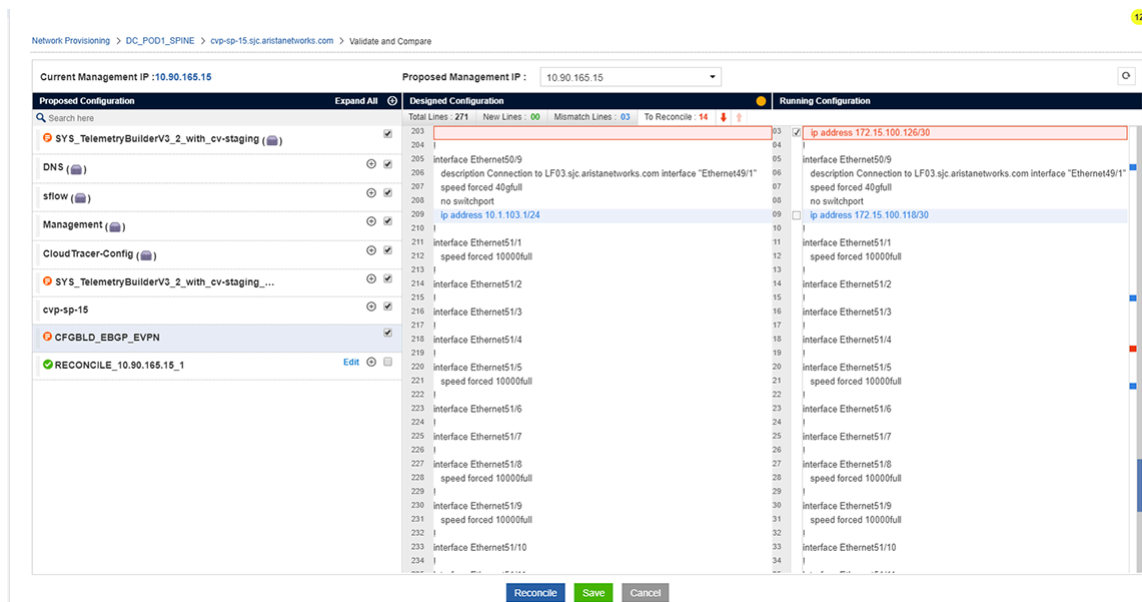 12
Network Provisioning > DC_POD1_SPINE > cvp-sp-15.sjc.aristanetworks.com > Validate and Compare
Current Management IP :10.90.165.15
Proposed Management IP : 10.90.165.15
Proposed Configuration Expand All
Search here
SYS_TelemetryBuilderV3_2_with_cv-staging ( )
DNS ( )
sflow ( )
Management ( )
CloudTracer-Config ( )
SYS_TelemetryBuilderV3_2_with_cv-staging_...
cvp-sp-15
CFGBLD_EBGP_EVPN
RECONCILE_10.90.165.15_1 Edit
Designed Configuration
Total Lines : 271 New Lines : 00 Mismatch Lines : 03 To Reconcile : 14
203
204 !
205 interface Ethernet50/9
206 description Connection to LF03.sjc.aristanetworks.com interface "Ethernet49/1"
207 speed forced 40gfull
208 no switchport
209 ip address 10.1.103.1/24
210 !
211 interface Ethernet51/1
212 speed forced 10000full
213 !
214 interface Ethernet51/2
215 !
216 interface Ethernet51/3
217 !
218 interface Ethernet51/4
219 !
220 interface Ethernet51/5
221 speed forced 10000full
222 !
223 interface Ethernet51/6
224 !
225 interface Ethernet51/7
226 !
227 interface Ethernet51/8
228 speed forced 10000full
229 !
230 interface Ethernet51/9
231 speed forced 10000full
232 !
233 interface Ethernet51/10
234 !
Running Configuration
03 ip address 172.15.100.126/30
04 !
05 interface Ethernet50/9
06 description Connection to LF03.sjc.aristanetworks.com interface "Ethernet49/1"
07 speed forced 40gfull
08 no switchport
09 ip address 172.15.100.118/30
10 !
11 interface Ethernet51/1
12 speed forced 10000full
13 !
14 interface Ethernet51/2
15 !
16 interface Ethernet51/3
17 !
18 interface Ethernet51/4
19 !
20 interface Ethernet51/5
21 speed forced 10000full
22 !
23 interface Ethernet51/6
24 !
25 interface Ethernet51/7
26 !
27 interface Ethernet51/8
28 speed forced 10000full
29 !
30 interface Ethernet51/9
31 speed forced 10000full
32 !
33 interface Ethernet51/10
34 !
Reconcile Save Cancel